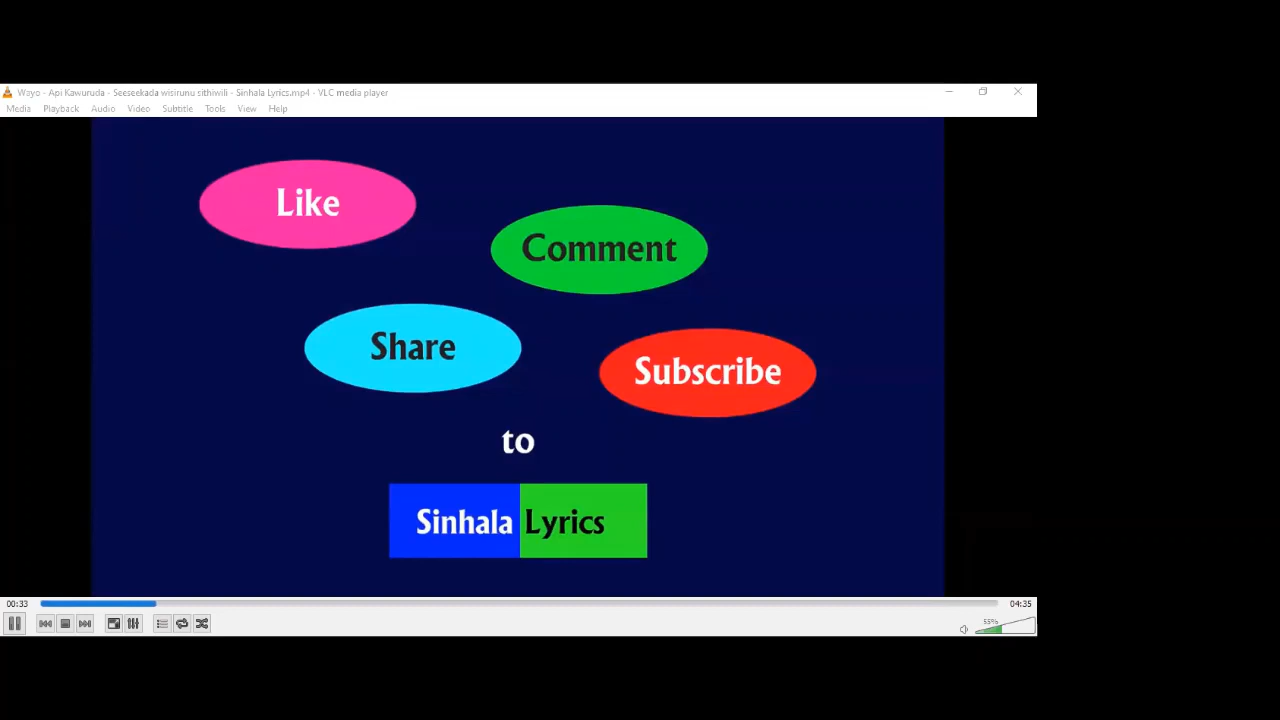 Wayo - Api Kawuruda - Seeseekada wisirunu sithiwili - Sinhala Lyrics.mp4 - VLC media player
Media Playback Audio Video Subtitle Tools View Help
Like
Comment
Share
Subscribe
to
Sinhala Lyrics
00:33 04:35
55%